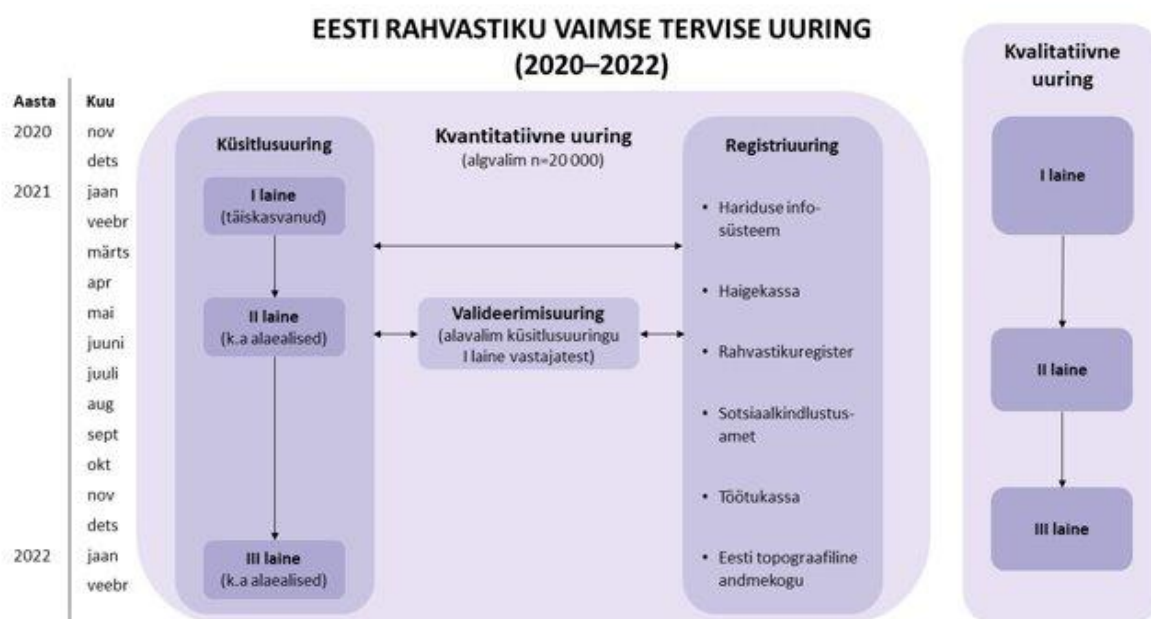 EESTI RAHVASTIKU VAIMSE TERVISE UURING
(2020–2022)
Aasta
Kuu
2020
nov
dets
2021
jaan
veebr
märts
apr
mai
juuni
juuli
aug
sept
okt
nov
dets
2022
jaan
veebr
Küsitlusuuring
I laine
(täiskasvanud)
II laine
(k.a alaealised)
III laine
(k.a alaealised)
Kvantitatiivne uuring
(algvalim n=20 000)
Valideerimisuuring
(alavalim küsitlusuuringu
I laine vastajatest)
Registriuuring
• Hariduse info-
süsteem
• Haigekassa
• Rahvastikuregister
• Sotsiaalkindlustus-
amet
• Töötukassa
• Eesti topograafiline
andmekogu
Kvalitatiivne
uuring
I laine
II laine
III laine